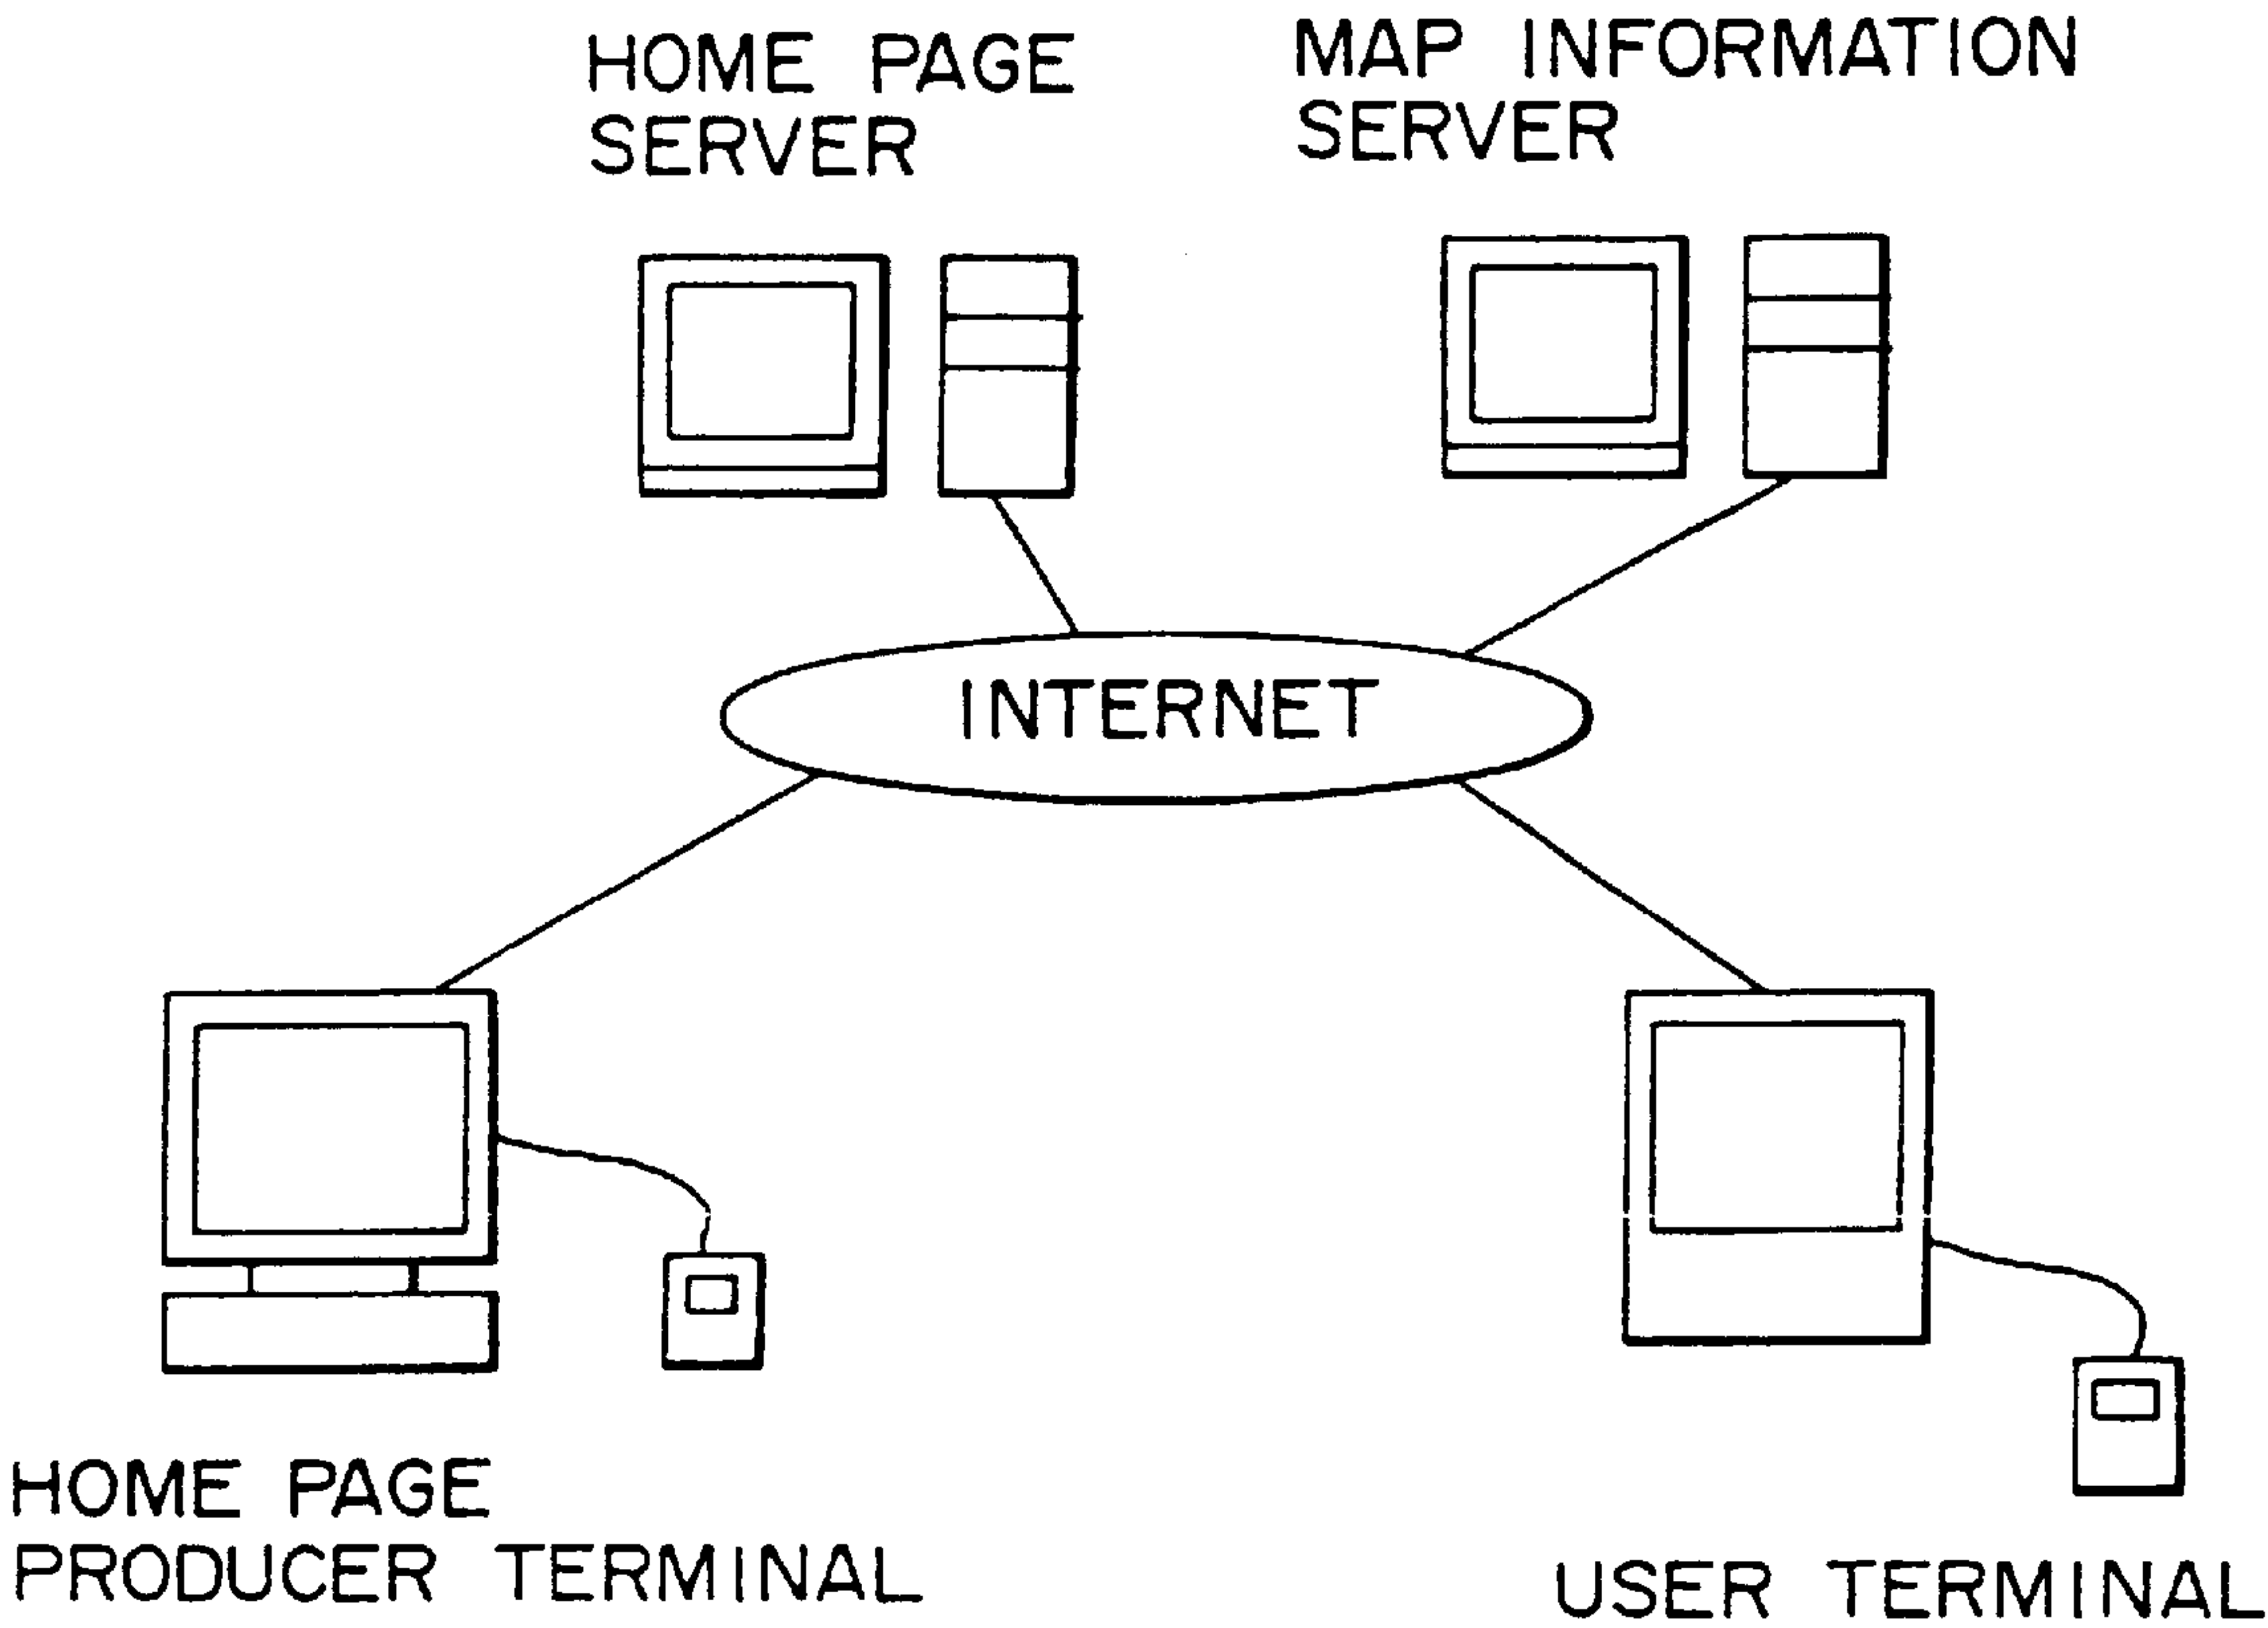 HOME PAGE
SERVER
MAP INFORMATION
SERVER
INTERNET
HOME PAGE
PRODUCER TERMINAL
USER TERMINAL